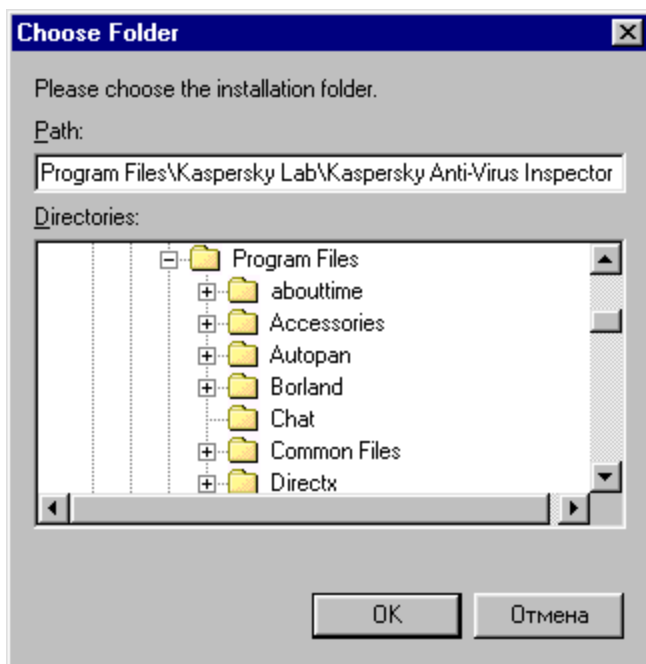 Choose Folder
Please choose the installation folder.
Path:
Program Files\Kaspersky Lab\Kaspersky Anti-Virus Inspector
Directories:
Program Files
abouttime
Accessories
Autopan
Borland
Chat
Common Files
Directx
OK Отмена